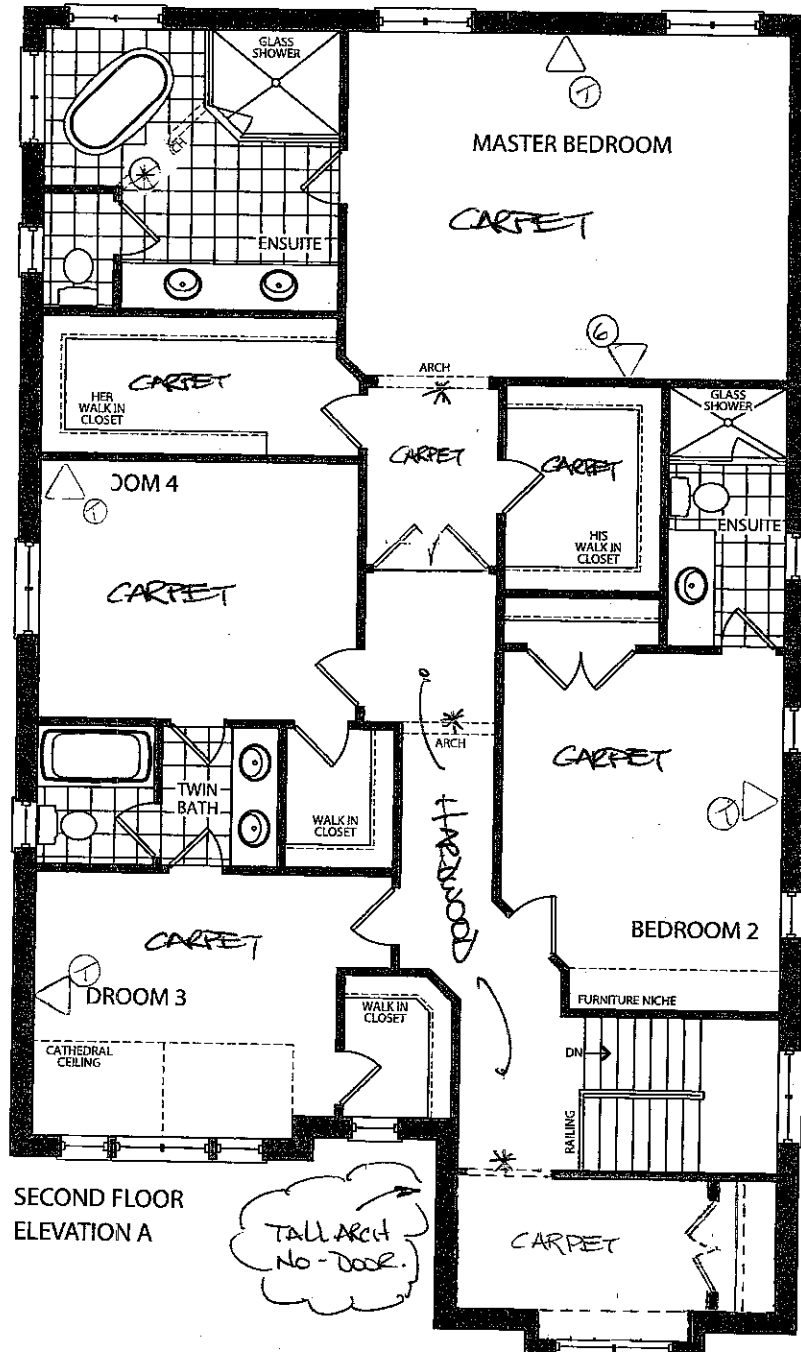 GLASS
SHOWER
T
MASTER BEDROOM
CARPET
ENSUITE
6
ARCH
CARPET
HER
WALK IN
CLOSET
GLASS
SHOWER
CARPET
CARPET
OOM 4
T
ENSUITE
HIS
WALK IN
CLOSET
CARPET
ARCH
CARPET
TWIN
BATH
WALK IN
CLOSET
T
HARDWOOD
CARPET
BEDROOM 2
T
DROOM 3
WALK IN
CLOSET
FURNITURE NICHE
CATHEDRAL
CEILING
DN
RAILING
SECOND FLOOR
ELEVATION A
TALL ARCH
NO-DOOR.
CARPET